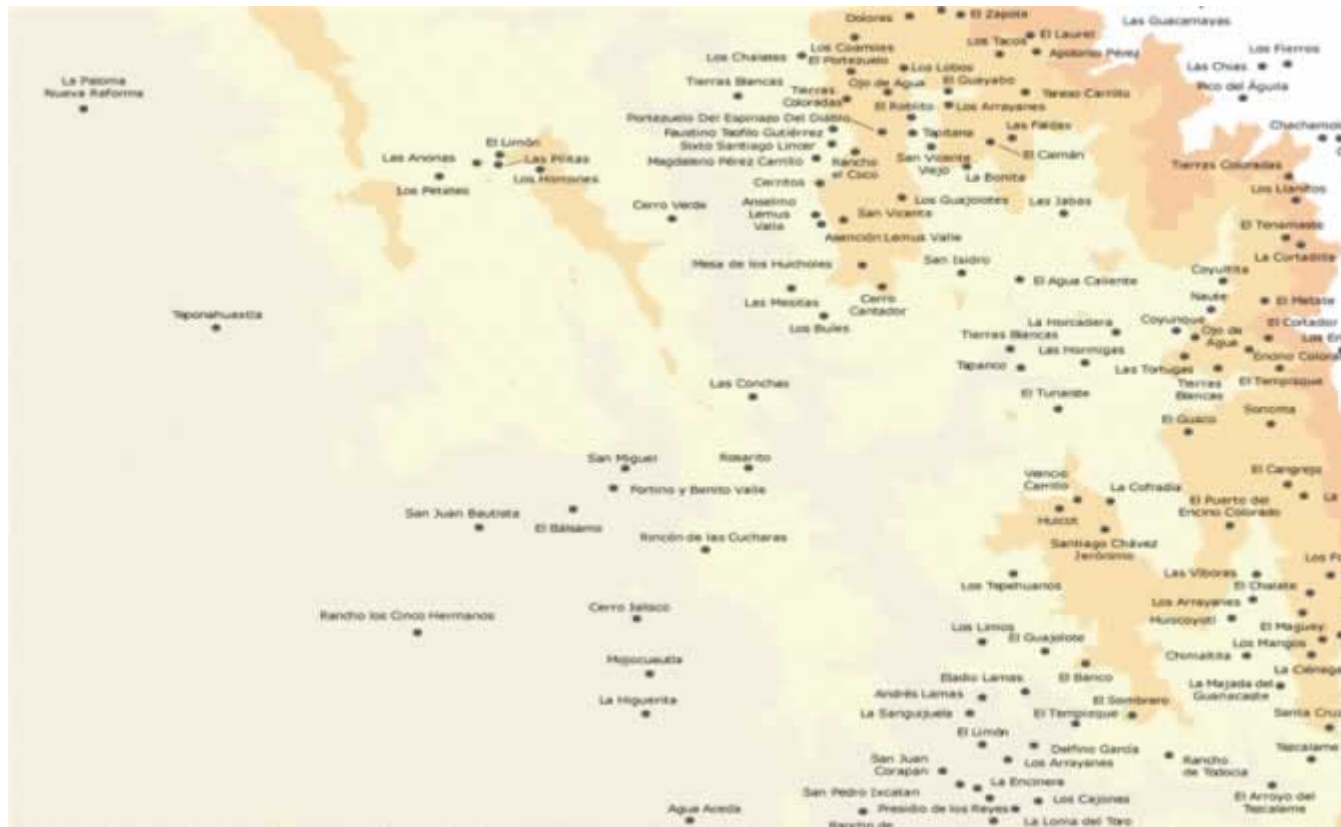 Dolores
El Zapote
Las Guacamayas
El Laurel
Los Tacos
Apolonio Pérez
Los Fierros
Los Coamiles
Los Chalates
El Portezuelo
Los Lobos
Las Chias
La Paloma
Nueva Reforma
Tierras Blancas
Tierras
Coloradas
Ojo de Agua
El Guayabo
Tereso Carrillo
Pico del Águila
El Roblito
Los Arrayanes
Portezuelo Del Espinazo Del Diablo
Faustino Teofilo Gutiérrez
Tapitana
Las Faldas
Sixto Santiago Lincer
El Limón
Las Anonas
Las Pilitas
Magdaleno Pérez Carrillo
Rancho
el Coco
San Vicente
Viejo
El Caimán
Tierras Coloradas
Los Petates
Los Horcones
Cerritos
La Bonita
Los Llanitos
Cerro Verde
Anselmo
Lemus
Valle
San Vicente
Los Guajolotes
Las Jabas
El Tenamaste
Asención Lemus Valle
La Cortadilla
Mesa de los Huicholes
San Isidro
El Agua Caliente
Coyultita
Las Mesitas
Cerro
Cantador
El Metate
Teponahuaxtla
Los Bules
Naute
La Horcadera
Coyunque
Ojo de
Agua
El Cortador
Tierras Blancas
Las Hormigas
Tapanco
Las Tortugas
Tierras
Blancas
El Tempisque
Las Conchas
El Tunaste
El Guaco
Sonoma
San Miguel
Rosarito
El Cangrejo
Fortino y Benito Valle
Venicio
Carrillo
La Cofradía
El Puerto del
Encino Colorado
San Juan Bautista
El Bálsamo
Huicot
Rincón de las Cucharas
Santiago Chávez
Jerónimo
Los Tepehuanos
Las Víboras
El Chalate
Los Arrayanes
Rancho los Cinco Hermanos
Cerro Jalisco
Huiscoyotl
El Maguey
Los Limos
El Guajolote
Los Mangos
Mojocuautla
Chimaltita
La Ciénega
Eladio Lamas
El Banco
La Majada del
Guanacaste
La Higuerita
Andrés Lamas
El Sombrero
La Sanguijuela
El Tempisque
El Limón
Delfino García
San Juan
Corapan
Los Arrayanes
Rancho
de Todocia
La Encinera
San Pedro Ixcatan
Los Cajones
El Arroyo del
Tezcalame
Agua Aceda
Presidio de los Reyes
La Loma del Toro
Rancho de